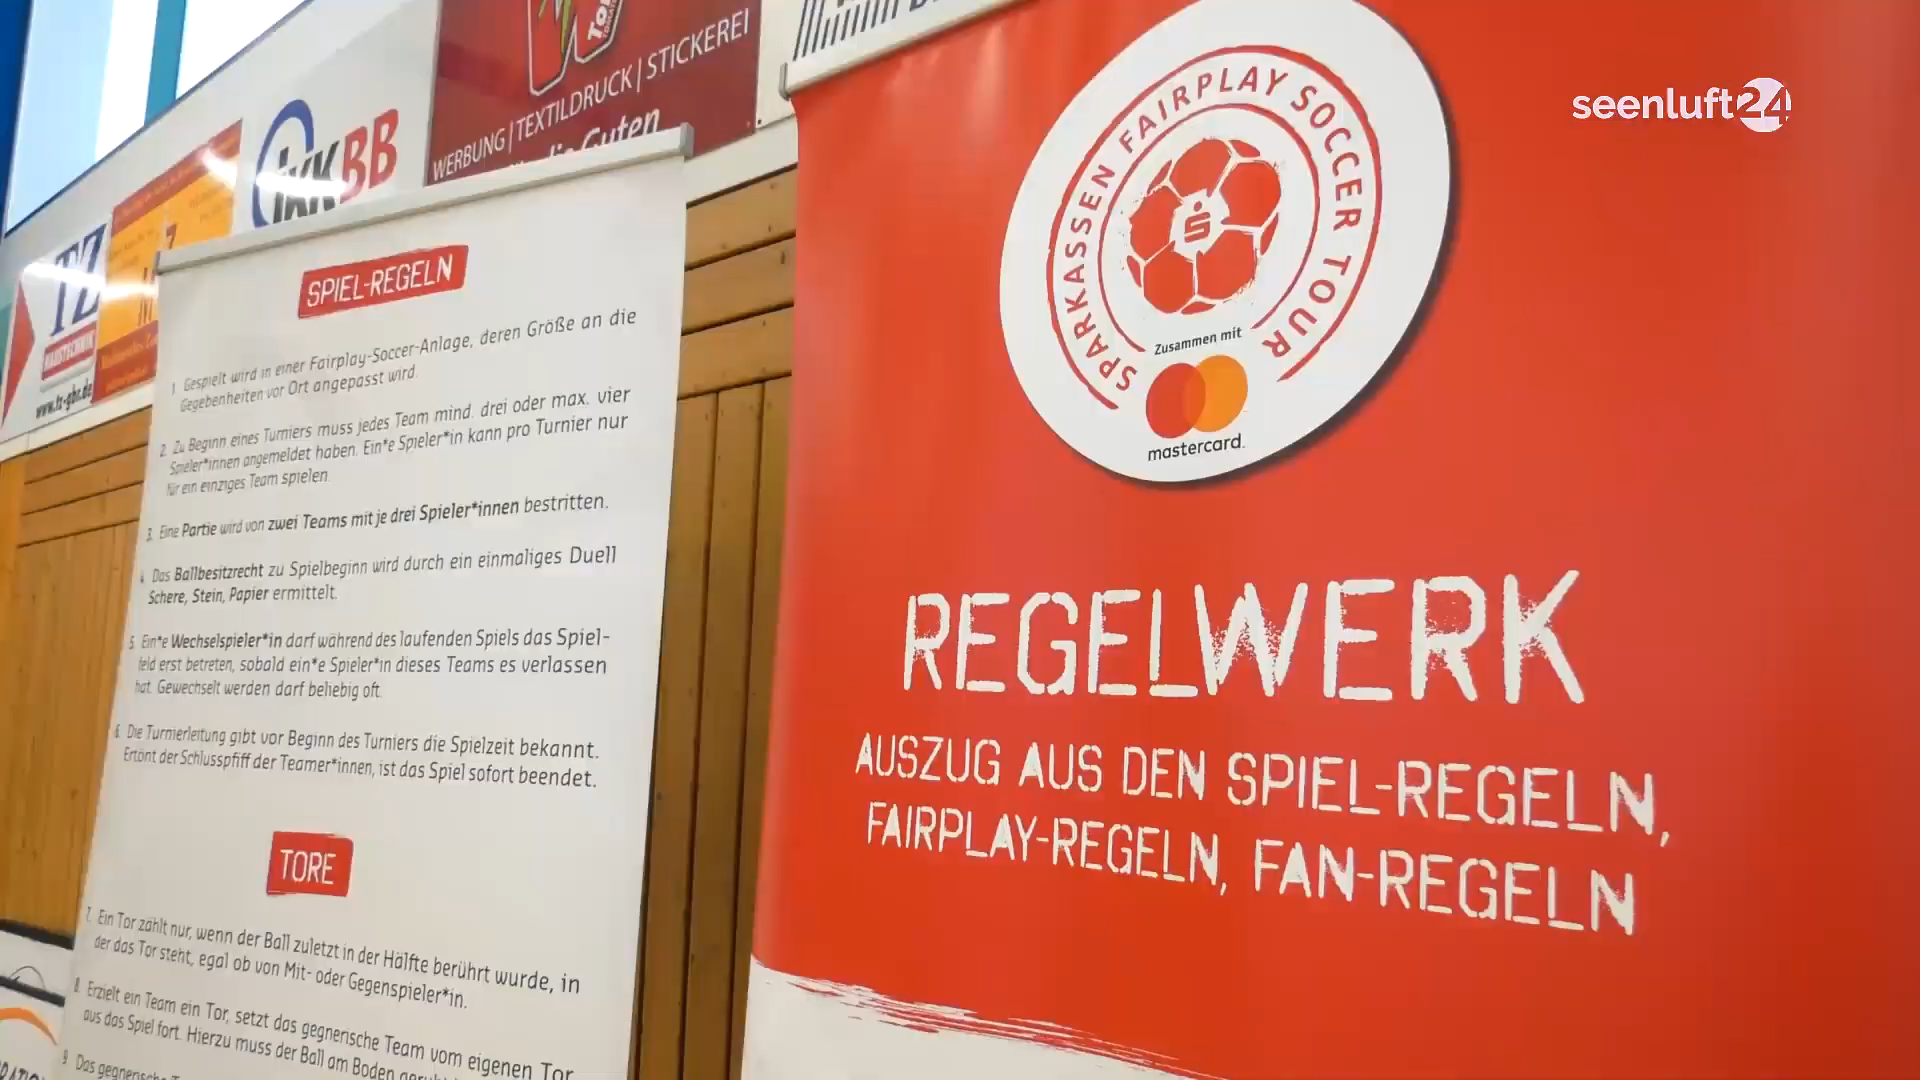 seenluft24
WERBUNG | TEXTILDRUCK | STICKEREI
Guten
iKKBB
TZ
HAUSTECHNIK
www.tz-gbr.de
SPIEL-REGELN
1. Gespielt wird in einer Fairplay-Soccer-Anlage, deren Größe an die
Gegebenheiten vor Ort angepasst wird.
2. Zu Beginn eines Turniers muss jedes Team mind. drei oder max. vier
Spieler*innen angemeldet haben. Ein*e Spieler*in kann pro Turnier nur
für ein einziges Team spielen.
3. Eine Partie wird von zwei Teams mit je drei Spieler*innen bestritten.
4. Das Ballbesitzrecht zu Spielbeginn wird durch ein einmaliges Duell
Schere, Stein, Papier ermittelt.
5. Ein*e Wechselspieler*in darf während des laufenden Spiels das Spiel-
feld erst betreten, sobald ein*e Spieler*in dieses Teams es verlassen
hat. Gewechselt werden darf beliebig oft.
6. Die Turnierleitung gibt vor Beginn des Turniers die Spielzeit bekannt.
Ertönt der Schlusspfiff der Teamer*innen, ist das Spiel sofort beendet.
TORE
7. Ein Tor zählt nur, wenn der Ball zuletzt in der Hälfte berührt wurde, in
der das Tor steht, egal ob von Mit- oder Gegenspieler*in.
8. Erzielt ein Team ein Tor, setzt das gegnerische Team vom eigenen Tor
aus das Spiel fort. Hierzu muss der Ball am Boden
9. Das gegnerische
SPARKASSEN FAIRPLAY SOCCER TOUR
Zusammen mit
mastercard.
REGELWERK
AUSZUG AUS DEN SPIEL-REGELN,
FAIRPLAY-REGELN, FAN-REGELN